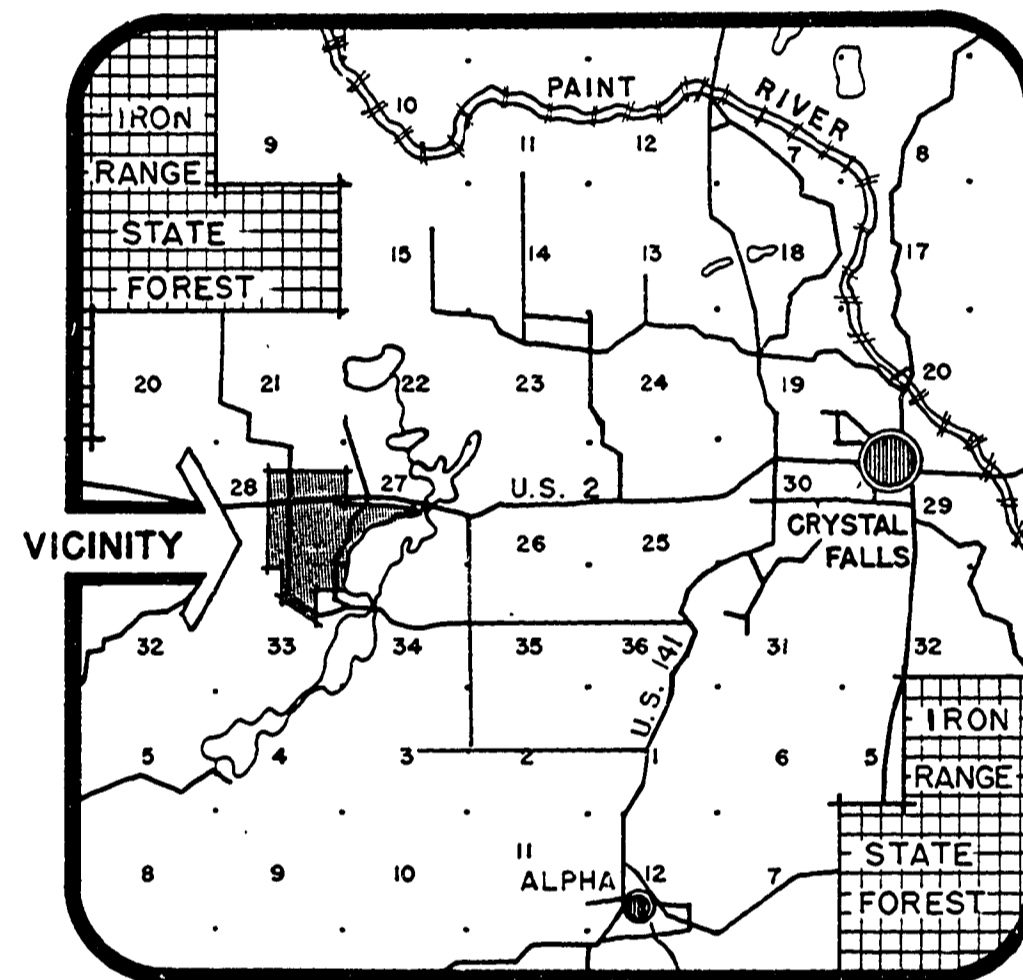 PAINT RIVER
IRON
RANGE
STATE
FOREST
10
9
11
12
7
8
15
14
13
18
17
20
21
22
23
24
19
20
28
27
U.S. 2
30
29
VICINITY
26
25
CRYSTAL
FALLS
32
33
34
35
36
31
32
U.S. 141
IRON
RANGE
STATE
FOREST
5
4
3
2
1
6
5
8
9
10
11
ALPHA
12
7